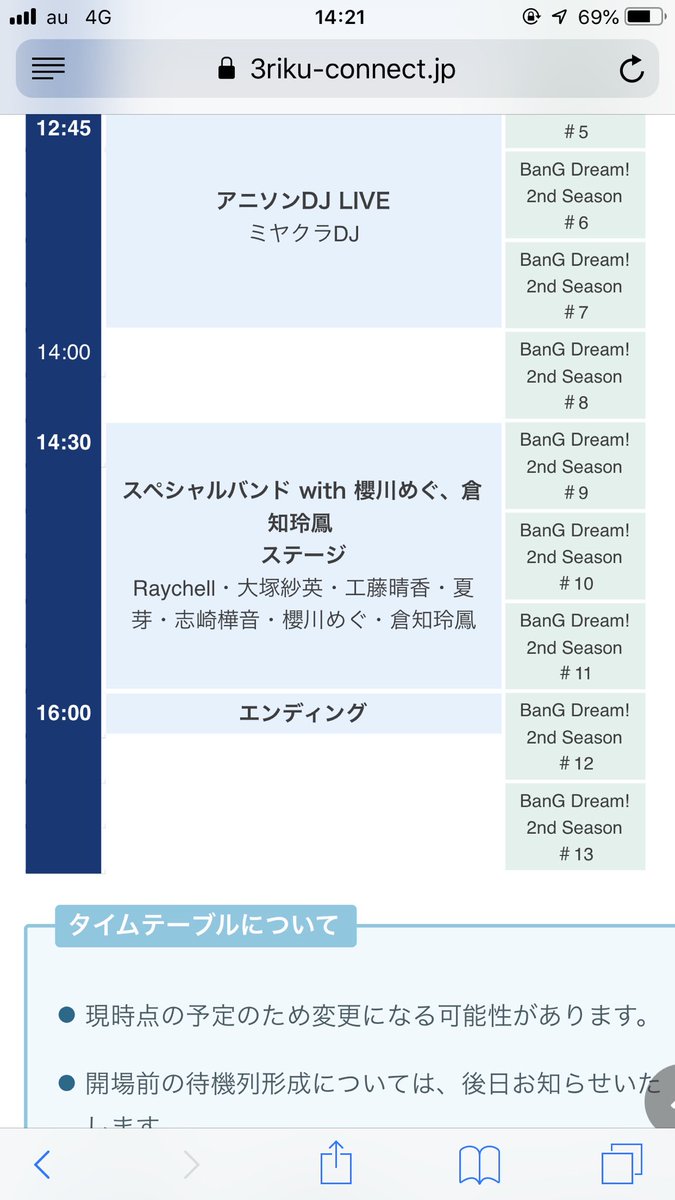 au 4G 14:21 69%
3riku-connect.jp
12:45
アニソンDJ LIVE
ミヤクラDJ
14:00
14:30
スペシャルバンド with 櫻川めぐ、倉
知玲鳳
ステージ
Raychell・大塚紗英・工藤晴香・夏
芽・志崎樺音・櫻川めぐ・倉知玲鳳
16:00
エンディング
#5
BanG Dream!
2nd Season
#6
BanG Dream!
2nd Season
#7
BanG Dream!
2nd Season
#8
BanG Dream!
2nd Season
#9
BanG Dream!
2nd Season
#10
BanG Dream!
2nd Season
#11
BanG Dream!
2nd Season
#12
BanG Dream!
2nd Season
#13
タイムテーブルについて
● 現時点の予定のため変更になる可能性があります。
● 開場前の待機列形成については、後日お知らせいた
します